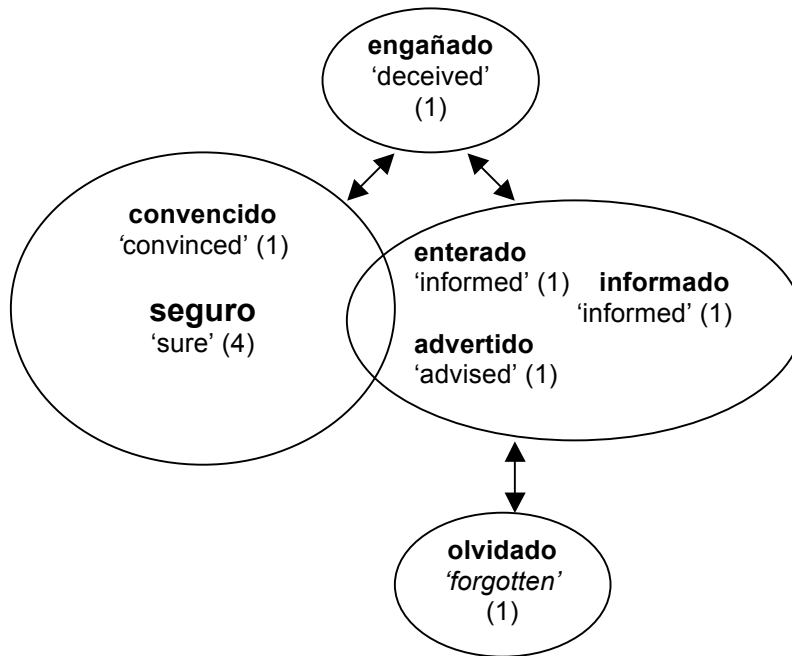 engañado
‘deceived’
(1)
convencido
‘convinced’ (1)
seguro
‘sure’ (4)
enterado
‘informed’ (1)
informado
‘informed’ (1)
advertido
‘advised’ (1)
olvidado
‘forgotten’
(1)